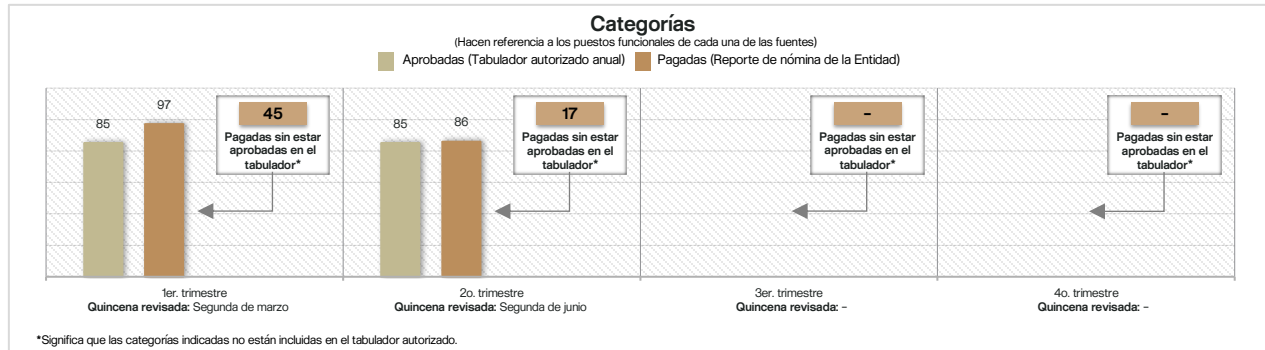 Categorías
(Hacen referencia a los puestos funcionales de cada una de las fuentes)
Aprobadas (Tabulador autorizado anual) Pagadas (Reporte de nómina de la Entidad)
85
97
45
Pagadas sin estar
aprobadas en el
tabulador*
85
86
17
Pagadas sin estar
aprobadas en el
tabulador*
–
Pagadas sin estar
aprobadas en el
tabulador*
–
Pagadas sin estar
aprobadas en el
tabulador*
1er. trimestre
Quincena revisada: Segunda de marzo
2o. trimestre
Quincena revisada: Segunda de junio
3er. trimestre
Quincena revisada: –
4o. trimestre
Quincena revisada: –
*Significa que las categorías indicadas no están incluidas en el tabulador autorizado.